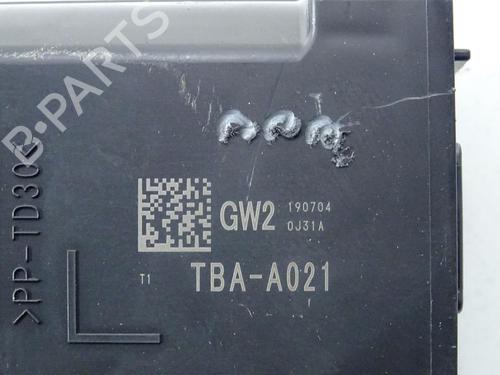 B-PARTS
>PP-TD30<
GW2 190704
0J31A
T1 TBA-A021